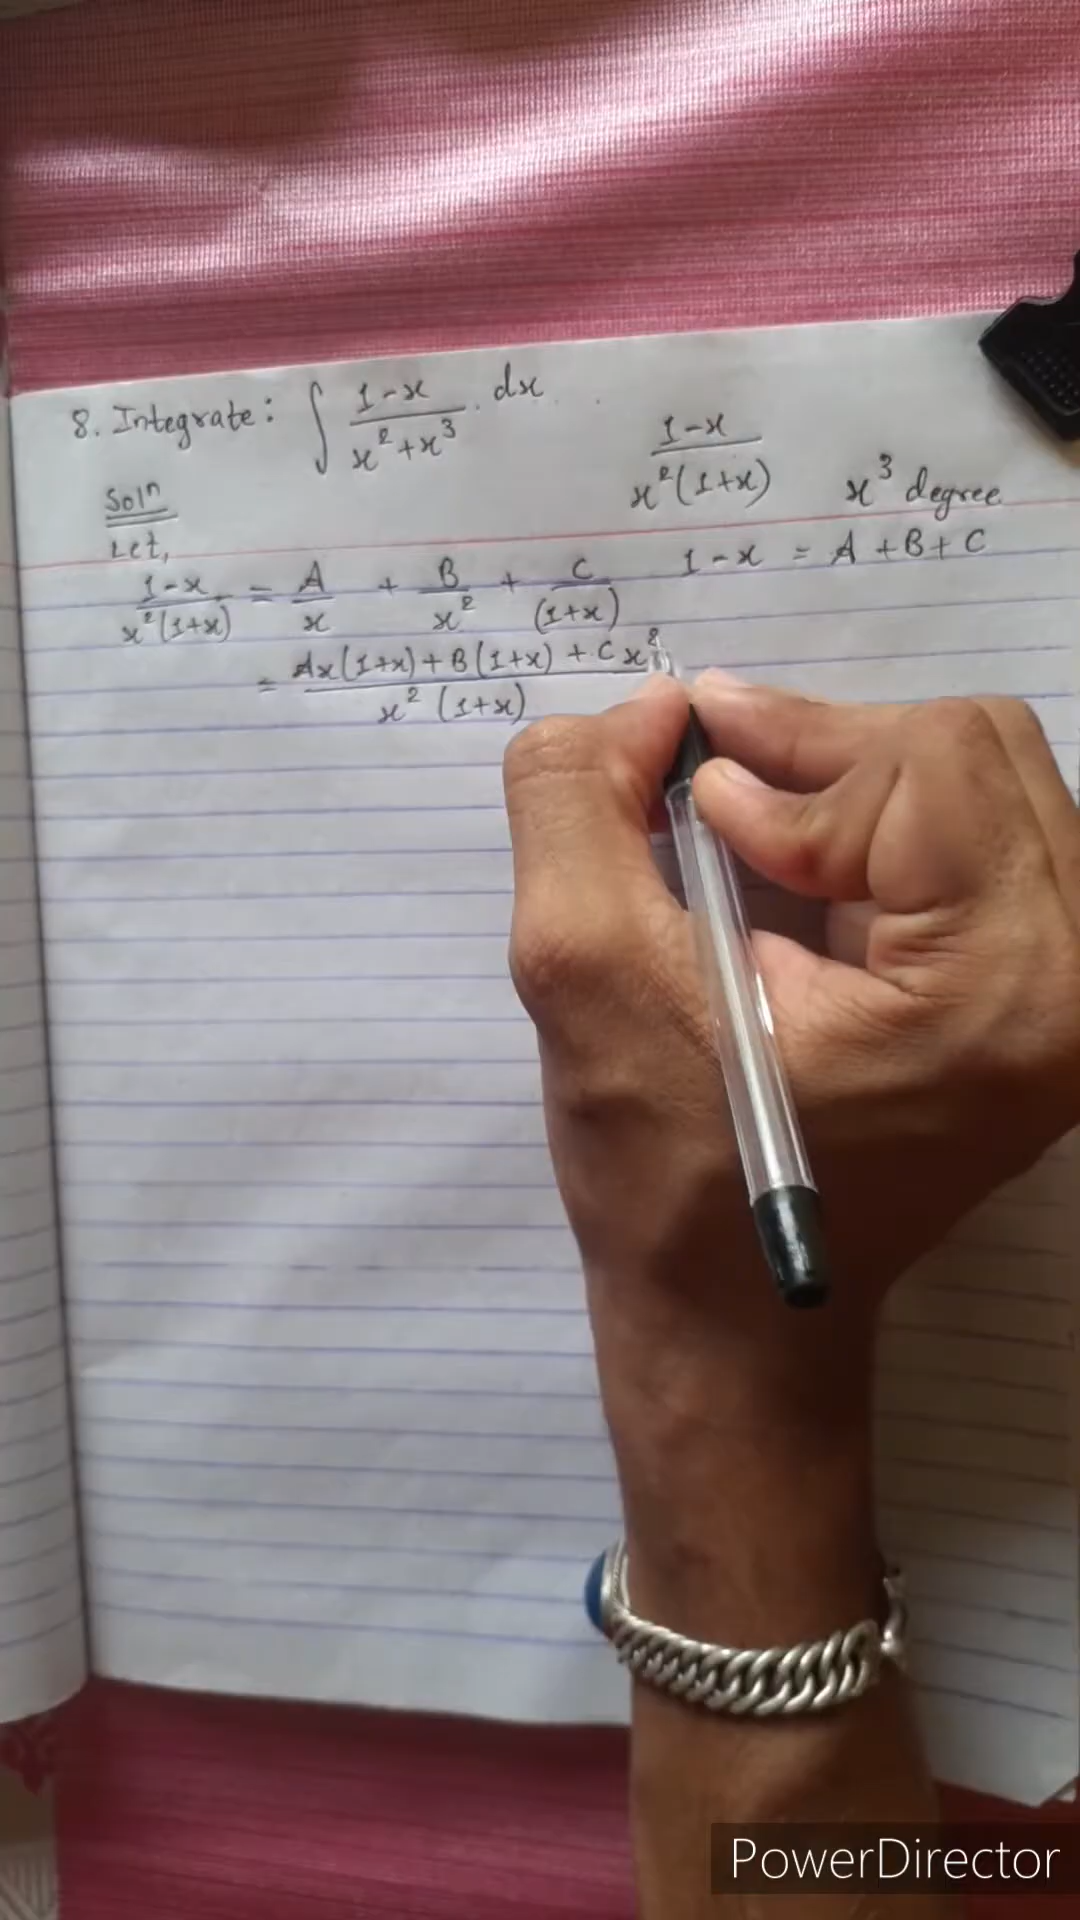 8. Integrate: ∫ (1-x)/(x²+x³) . dx
(1-x)/(x²(1+x)) x³ degree
Solⁿ
Let,
1-x = A + B + C
(1-x)/(x²(1+x)) = A/x + B/x² + C/(1+x)
= (Ax(1+x) + B(1+x) + Cx²)/(x² (1+x))
PowerDirector